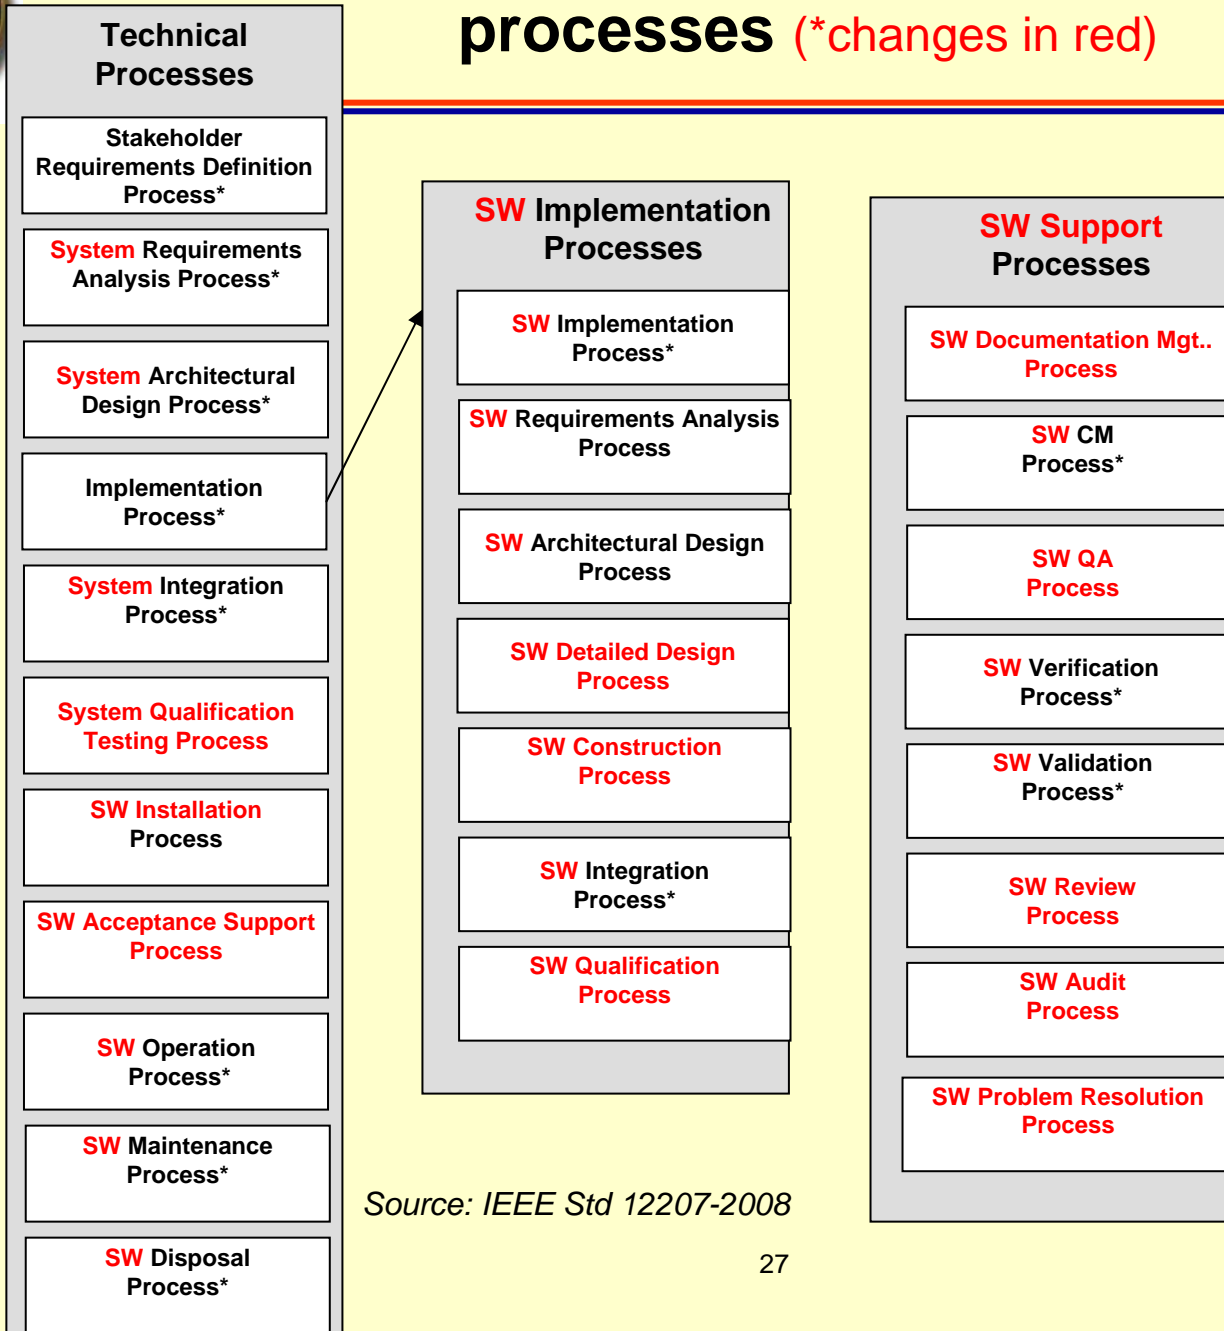 processes (*changes in red)
Technical
Processes
Stakeholder
Requirements Definition
Process*
System Requirements
Analysis Process*
System Architectural
Design Process*
Implementation
Process*
System Integration
Process*
System Qualification
Testing Process
SW Installation
Process
SW Acceptance Support
Process
SW Operation
Process*
SW Maintenance
Process*
SW Disposal
Process*
SW Implementation
Processes
SW Implementation
Process*
SW Requirements Analysis
Process
SW Architectural Design
Process
SW Detailed Design
Process
SW Construction
Process
SW Integration
Process*
SW Qualification
Process
SW Support
Processes
SW Documentation Mgt..
Process
SW CM
Process*
SW QA
Process
SW Verification
Process*
SW Validation
Process*
SW Review
Process
SW Audit
Process
SW Problem Resolution
Process
Source: IEEE Std 12207-2008
27